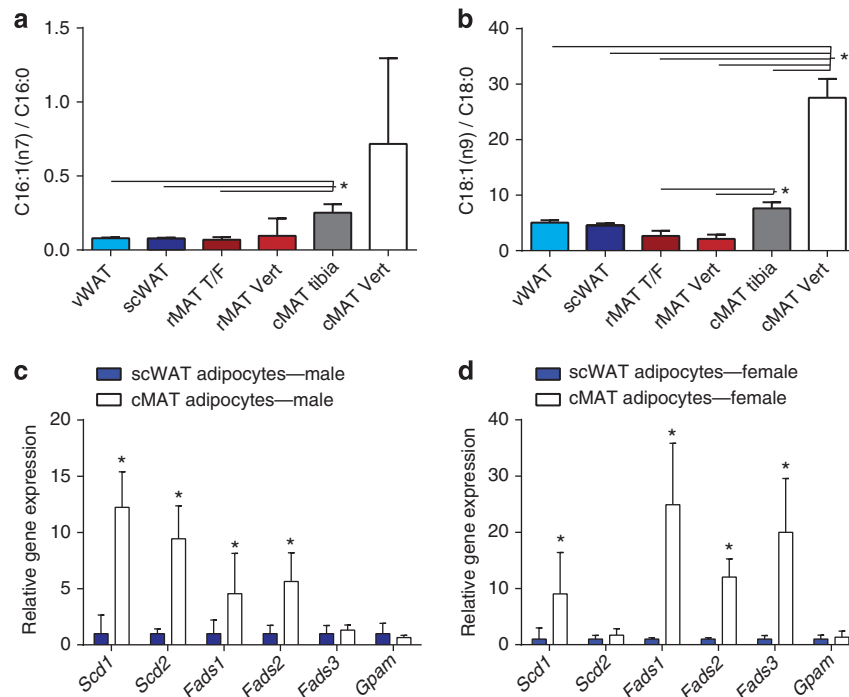 a
C16:1(n7) / C16:0
1.5
1.0
0.5
0.0
*
vWAT
scWAT
rMAT T/F
rMAT Vert
cMAT tibia
cMAT Vert
b
C18:1(n9) / C18:0
40
30
20
10
0
*
*
vWAT
scWAT
rMAT T/F
rMAT Vert
cMAT tibia
cMAT Vert
c
scWAT adipocytes—male
cMAT adipocytes—male
Relative gene expression
20
15
10
5
0
*
*
*
*
Scd1
Scd2
Fads1
Fads2
Fads3
Gpam
d
scWAT adipocytes—female
cMAT adipocytes—female
Relative gene expression
40
30
20
10
0
*
*
*
*
Scd1
Scd2
Fads1
Fads2
Fads3
Gpam